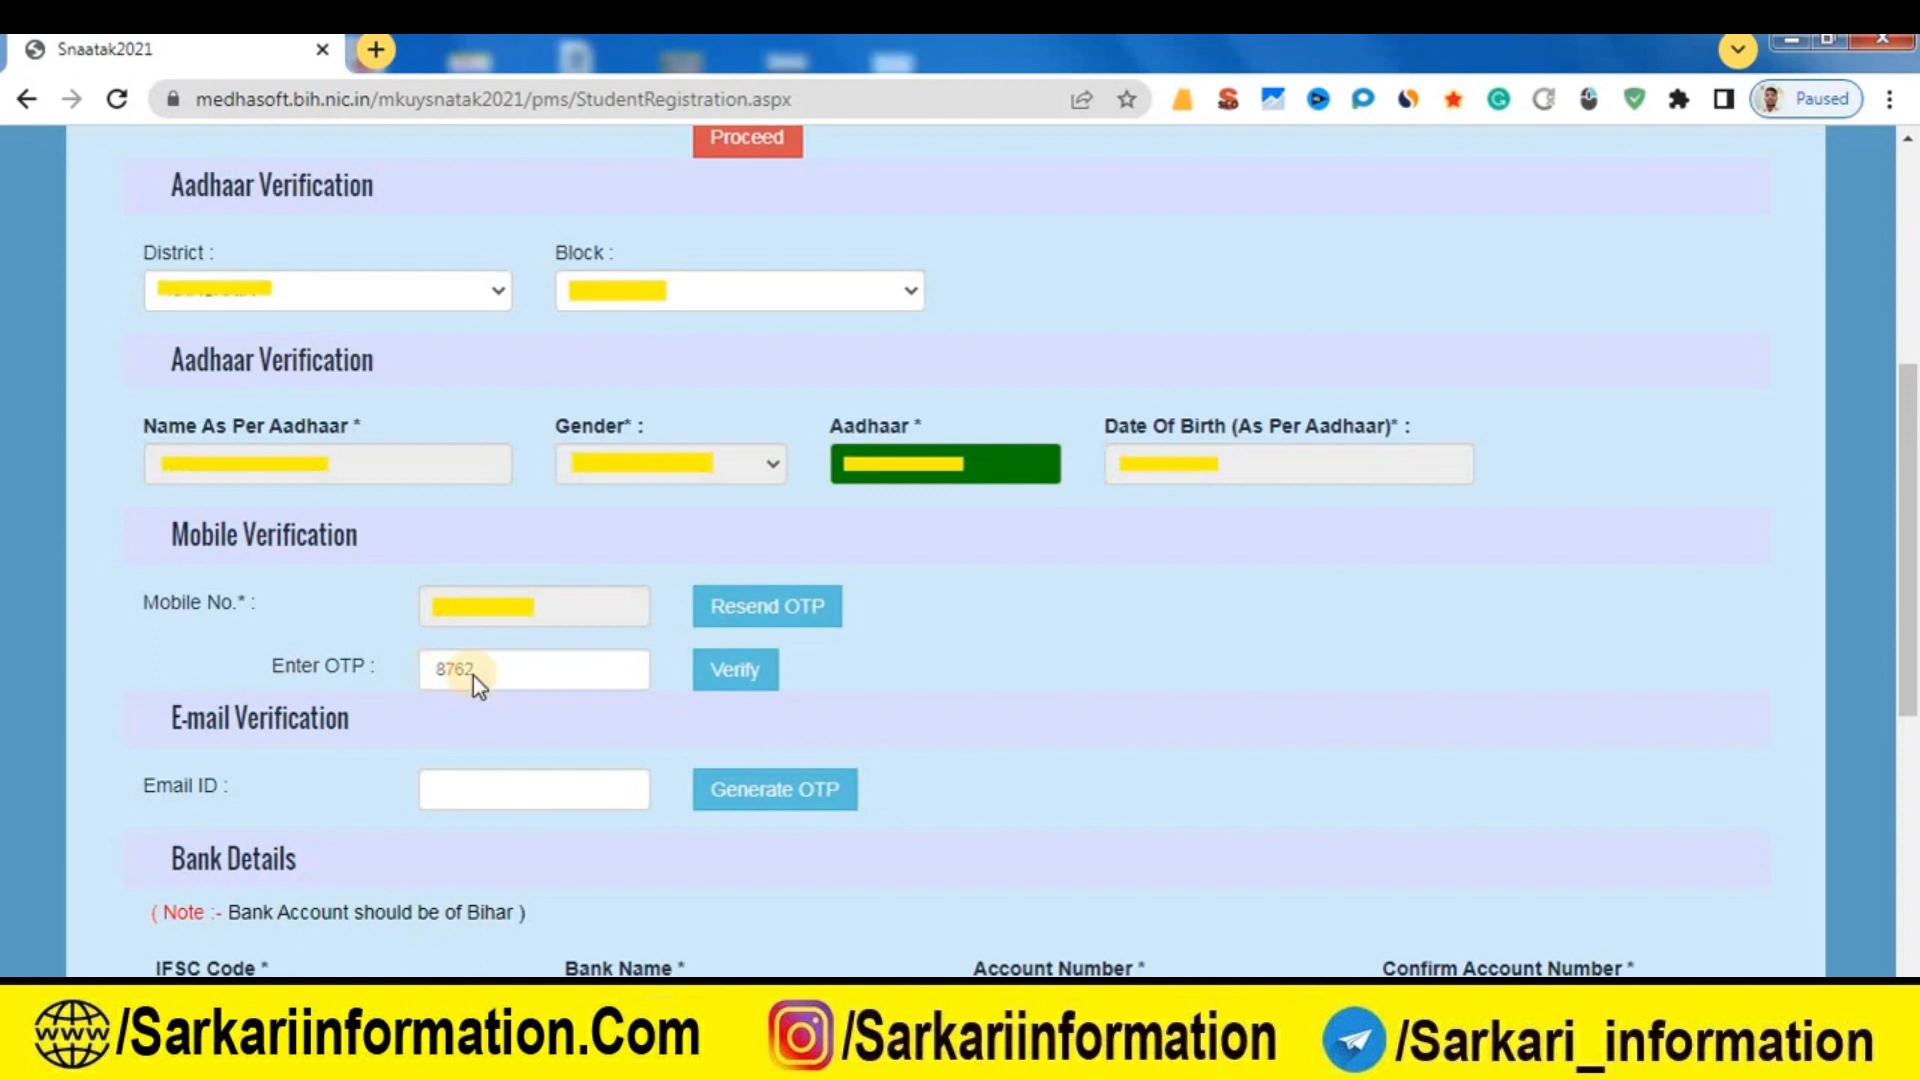 Snaatak2021
medhasoft.bih.nic.in/mkuysnatak2021/pms/StudentRegistration.aspx
Paused
Proceed
Aadhaar Verification
District :
Block :
Aadhaar Verification
Name As Per Aadhaar *
Gender* :
Aadhaar *
Date Of Birth (As Per Aadhaar)* :
Mobile Verification
Mobile No.* :
Resend OTP
Enter OTP :
8762
Verify
E-mail Verification
Email ID :
Generate OTP
Bank Details
( Note :- Bank Account should be of Bihar )
IFSC Code *
Bank Name *
Account Number *
Confirm Account Number *
www /Sarkariinformation.Com
/Sarkariinformation
/Sarkari_information